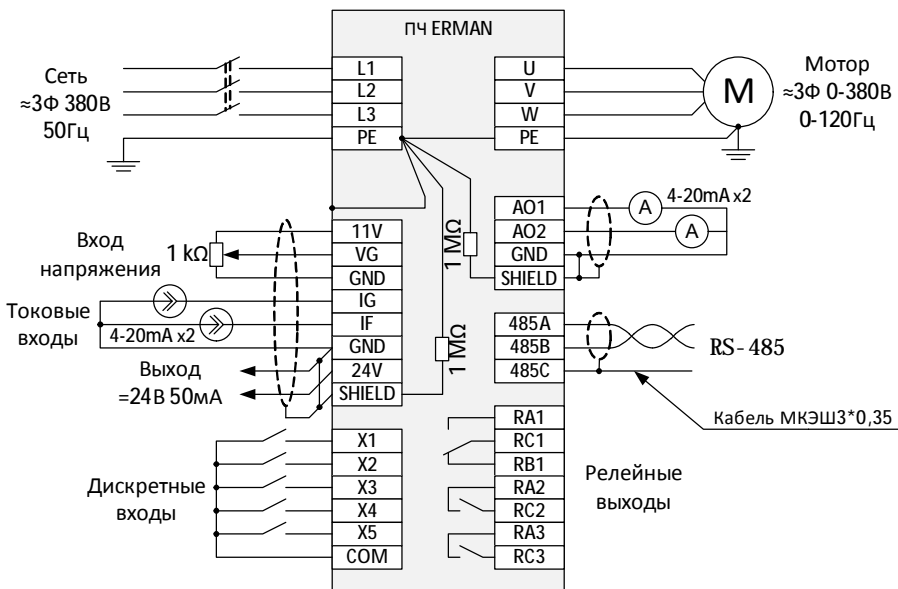 ПЧ ERMAN
Сеть
≈3Ф 380В
50Гц
L1
L2
L3
PE
U
V
W
PE
M
Мотор
≈3Ф 0-380В
0-120Гц
Вход
напряжения
1 kΩ
Токовые
входы
4-20mA x2
Выход
=24В 50мА
11V
VG
GND
IG
IF
GND
24V
SHIELD
1 MΩ
1 MΩ
AO1
AO2
GND
SHIELD
A
A
4-20mA x2
485A
485B
485C
RS-485
Кабель МКЭШ3*0,35
Дискретные
входы
X1
X2
X3
X4
X5
COM
RA1
RC1
RB1
RA2
RC2
RA3
RC3
Релейные
выходы